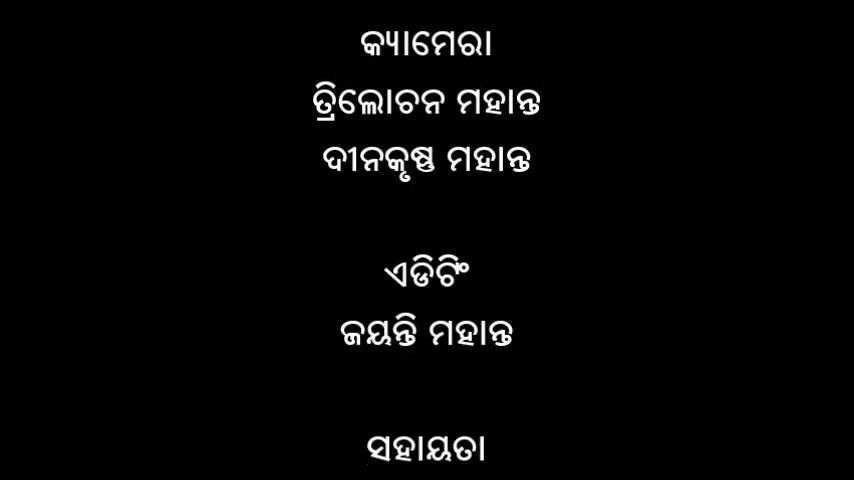 କ୍ୟାମେରା
ତ୍ରିଲୋଚନ ମହାନ୍ତ
ଦୀନକୃଷ୍ଣ ମହାନ୍ତ
ଏଡିଟିଂ
ଜୟନ୍ତି ମହାନ୍ତ
ସହାୟତା